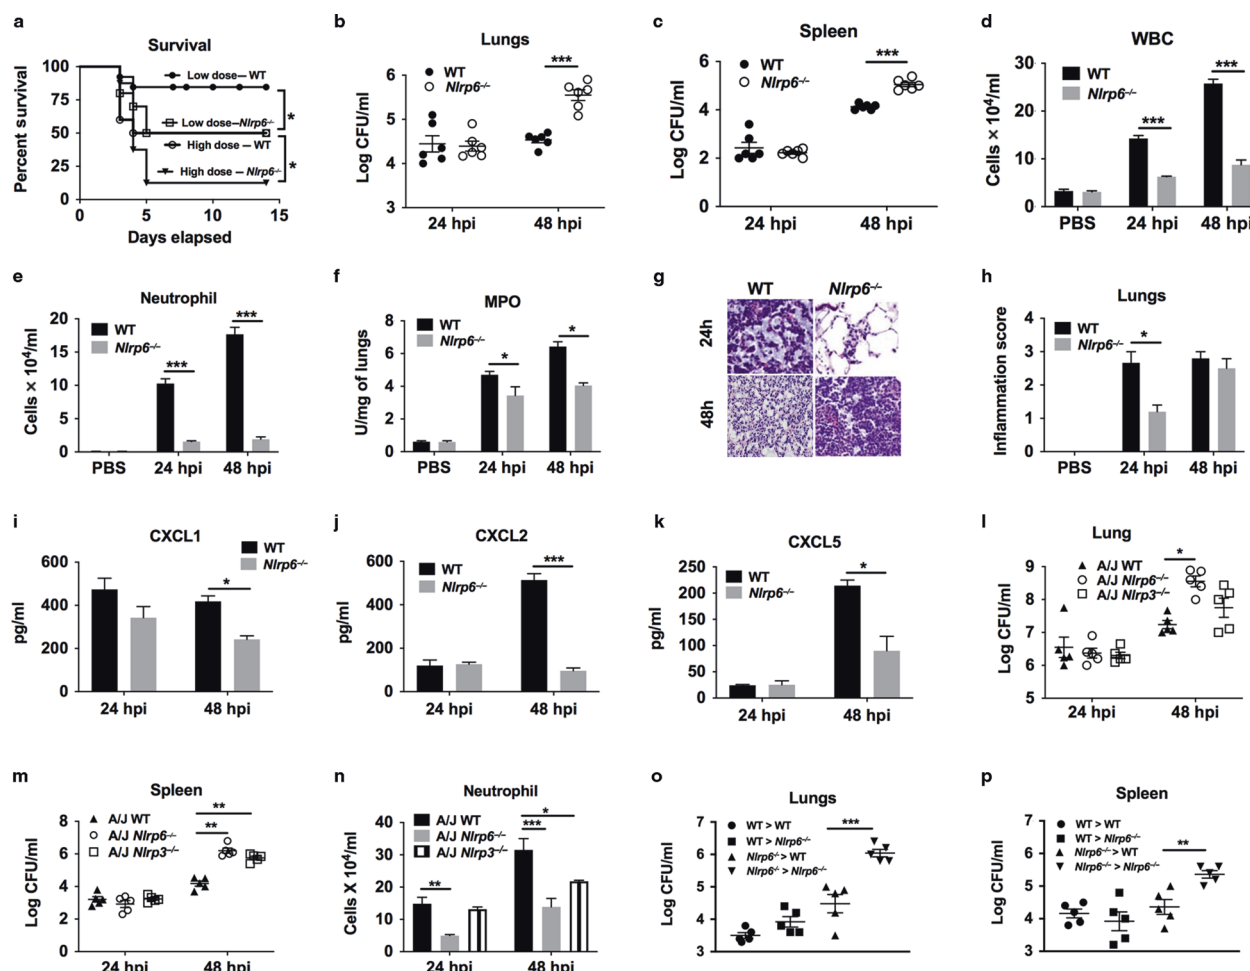 a
Survival
Percent survival
100
75
50
25
0
0
5
10
15
Days elapsed
Low dose—WT
Low dose—Nlrp6–/–
High dose—WT
High dose—Nlrp6–/–
*
*
b
Lungs
WT
Nlrp6–/–
***
Log CFU/ml
6
5
4
3
24 hpi
48 hpi
c
Spleen
WT
Nlrp6–/–
***
Log CFU/ml
6
4
2
0
24 hpi
48 hpi
d
WBC
WT
Nlrp6–/–
***
***
Cells × 10⁴/ml
30
20
10
0
PBS
24 hpi
48 hpi
e
Neutrophil
WT
Nlrp6–/–
***
***
Cells × 10⁴/ml
20
15
10
5
0
PBS
24 hpi
48 hpi
f
MPO
WT
Nlrp6–/–
*
*
U/mg of lungs
8
6
4
2
0
PBS
24 hpi
48 hpi
g
WT
Nlrp6–/–
24h
48h
h
Lungs
WT
Nlrp6–/–
*
Inflammation score
4
3
2
1
0
PBS
24 hpi
48 hpi
i
CXCL1
WT
Nlrp6–/–
*
pg/ml
600
400
200
0
24 hpi
48 hpi
j
CXCL2
WT
Nlrp6–/–
***
pg/ml
600
400
200
0
24 hpi
48 hpi
k
CXCL5
WT
Nlrp6–/–
*
pg/ml
250
200
150
100
50
0
24 hpi
48 hpi
l
Lung
A/J WT
A/J Nlrp6–/–
A/J Nlrp3–/–
*
Log CFU/ml
9
8
7
6
5
24 hpi
48 hpi
m
Spleen
A/J WT
A/J Nlrp6–/–
A/J Nlrp3–/–
**
**
Log CFU/ml
8
6
4
2
0
24 hpi
48 hpi
n
Neutrophil
A/J WT
A/J Nlrp6–/–
A/J Nlrp3–/–
**
***
*
Cells X 10⁴/ml
40
30
20
10
0
24 hpi
48 hpi
o
Lungs
WT > WT
WT > Nlrp6–/–
Nlrp6–/– > WT
Nlrp6–/– > Nlrp6–/–
***
Log CFU/ml
7
6
5
4
3
p
Spleen
WT > WT
WT > Nlrp6–/–
Nlrp6–/– > WT
Nlrp6–/– > Nlrp6–/–
**
Log CFU/ml
7
6
5
4
3